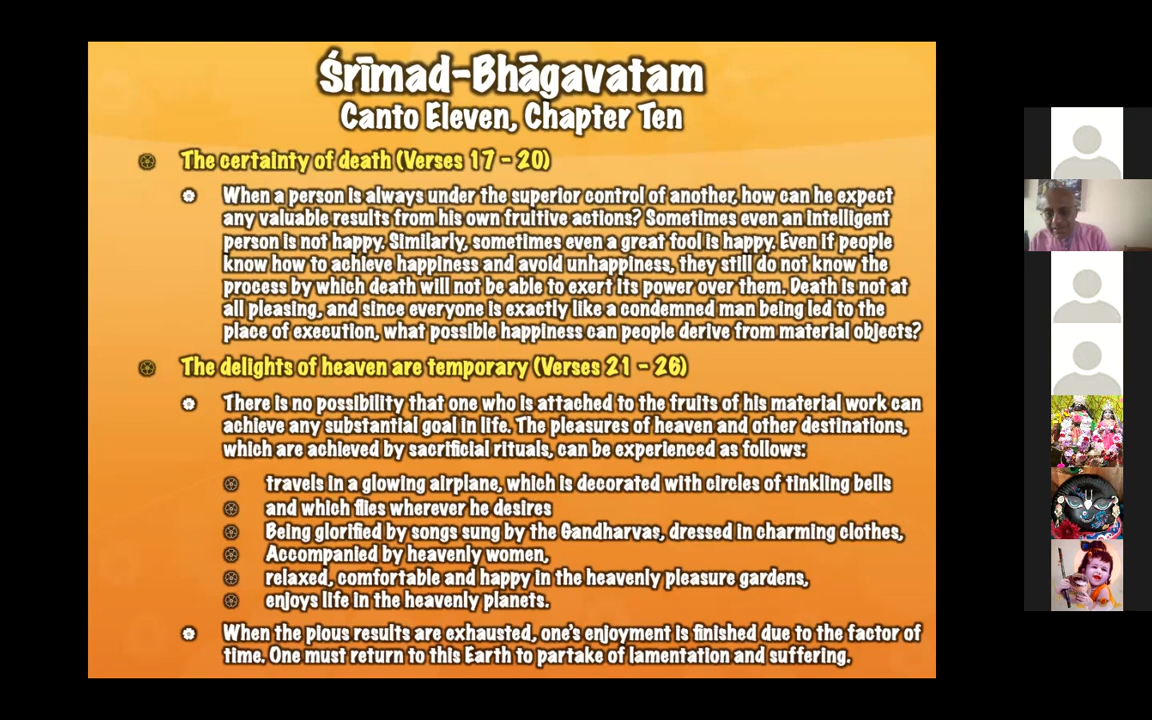 Śrīmad-Bhāgavatam
Canto Eleven, Chapter Ten
The certainty of death (Verses 17 - 20)
When a person is always under the superior control of another, how can he expect
any valuable results from his own fruitive actions? Sometimes even an intelligent
person is not happy. Similarly, sometimes even a great fool is happy. Even if people
know how to achieve happiness and avoid unhappiness, they still do not know the
process by which death will not be able to exert its power over them. Death is not at
all pleasing, and since everyone is exactly like a condemned man being led to the
place of execution, what possible happiness can people derive from material objects?
The delights of heaven are temporary (Verses 21 - 26)
There is no possibility that one who is attached to the fruits of his material work can
achieve any substantial goal in life. The pleasures of heaven and other destinations,
which are achieved by sacrificial rituals, can be experienced as follows:
travels in a glowing airplane, which is decorated with circles of tinkling bells
and which flies wherever he desires
Being glorified by songs sung by the Gandharvas, dressed in charming clothes,
Accompanied by heavenly women,
relaxed, comfortable and happy in the heavenly pleasure gardens,
enjoys life in the heavenly planets.
When the pious results are exhausted, one's enjoyment is finished due to the factor of
time. One must return to this Earth to partake of lamentation and suffering.